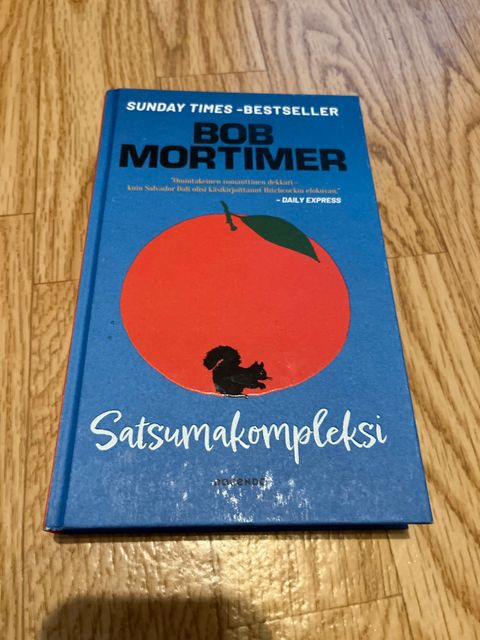 SUNDAY TIMES -BESTSELLER
BOB
MORTIMER
"Omintakeinen romanttinen dekkari –
kuin Salvador Dalí olisi käsikirjoittanut Hitchcockin elokuvan."
– DAILY EXPRESS
Satsumakompleksi